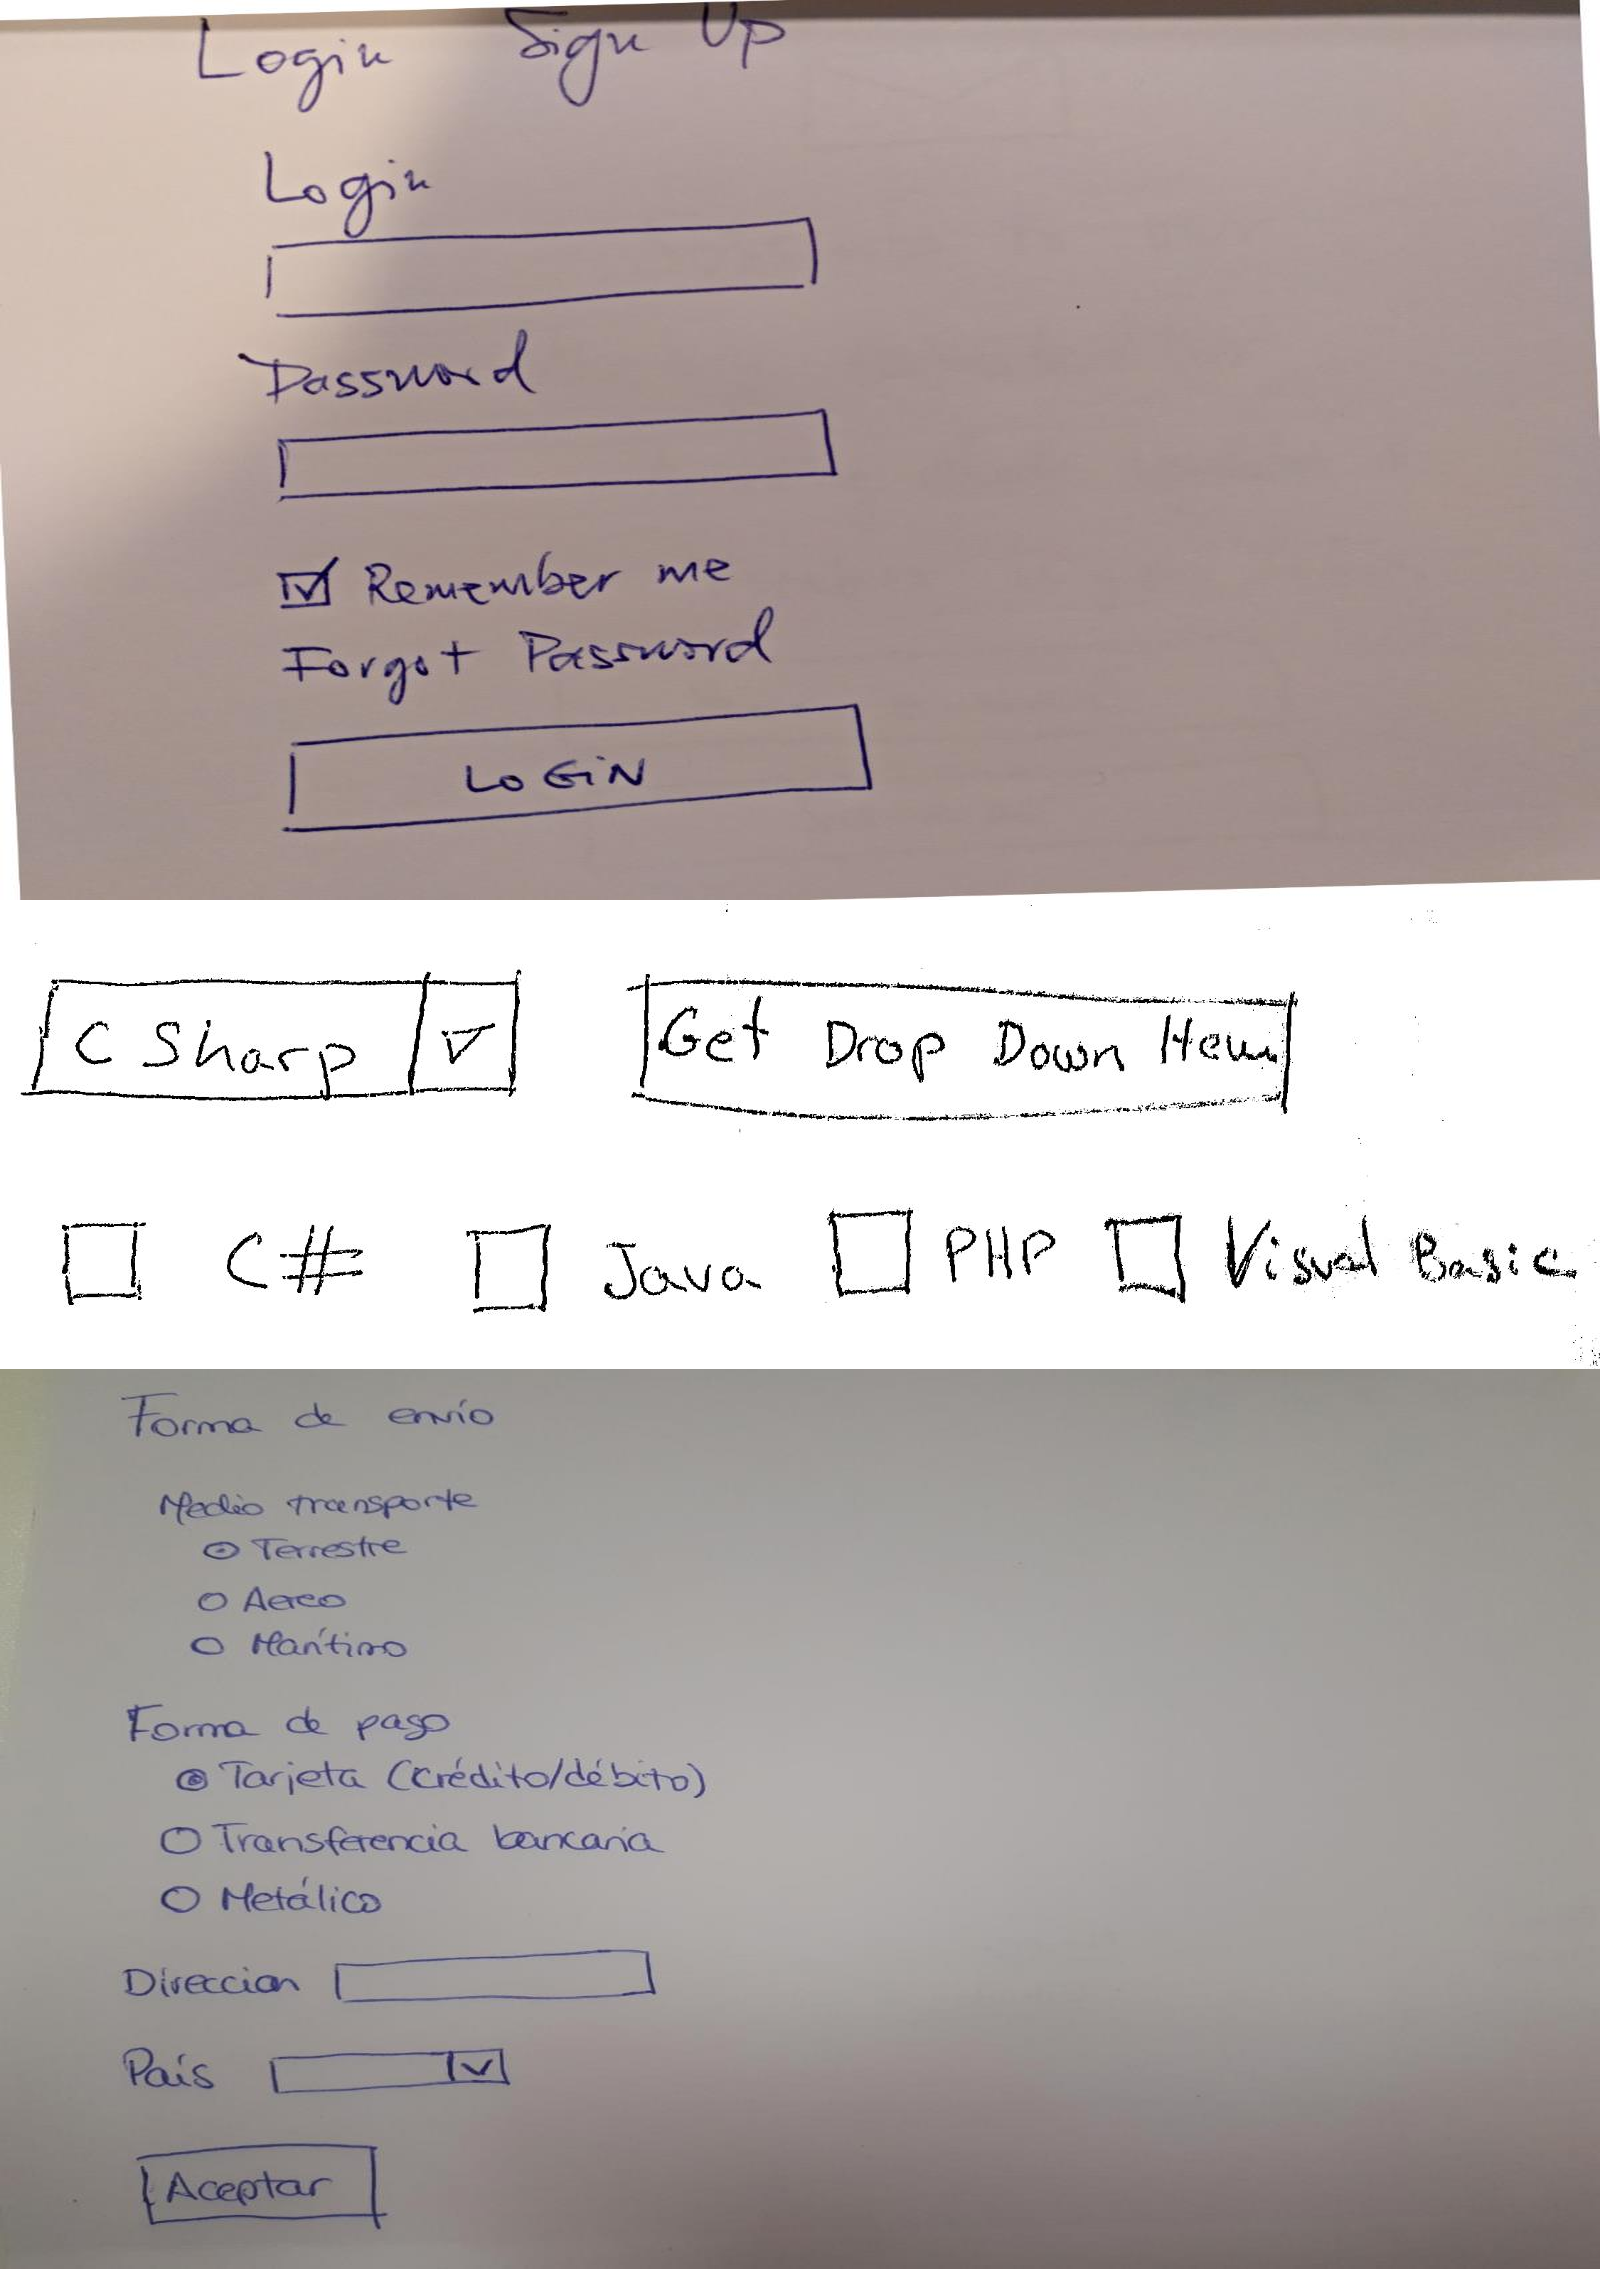 Login Sign Up
Login
Password
Remember me
Forgot Password
LOGIN
C Sharp
Get Drop Down Item
C# Java PHP Visual Basic
Forma de envío
Medio transporte
Terrestre
Aereo
Marítimo
Forma de pago
Tarjeta (crédito/débito)
Transferencia bancaria
Metálico
Direccion
País
Aceptar